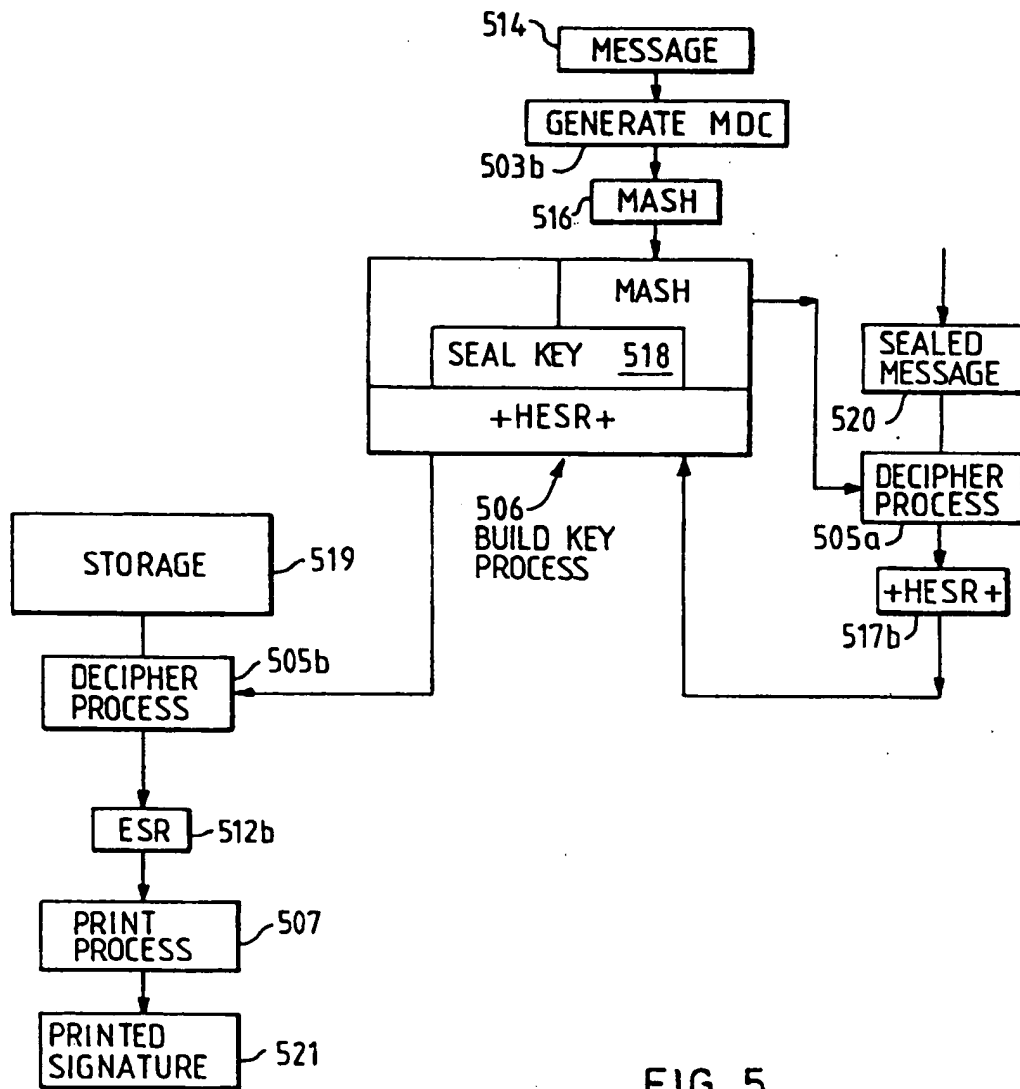 514
MESSAGE
GENERATE MDC
503b
516
MASH
MASH
SEAL KEY 518
+HESR+
506
BUILD KEY
PROCESS
SEALED
MESSAGE
520
DECIPHER
PROCESS
505a
+HESR+
517b
STORAGE
519
505b
DECIPHER
PROCESS
ESR
512b
PRINT
PROCESS
507
PRINTED
SIGNATURE
521
FIG. 5